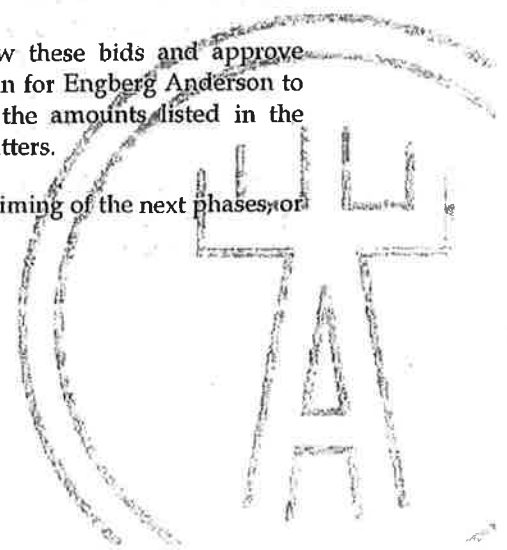 w these bids and approve
n for Engberg Anderson to
the amounts listed in the
tters.
iming of the next phases, or